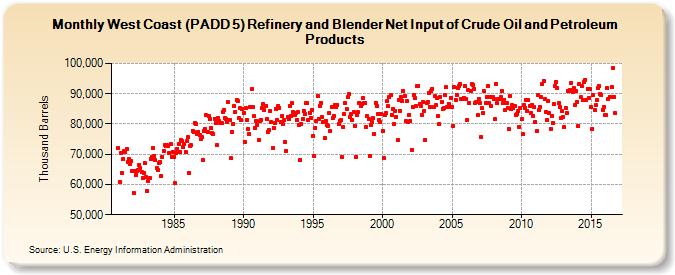 Monthly West Coast (PADD 5) Refinery and Blender Net Input of Crude Oil and Petroleum
Products
Thousand Barrels
100,000
90,000
80,000
70,000
60,000
50,000
1985 1990 1995 2000 2005 2010 2015
Source: U.S. Energy Information Administration